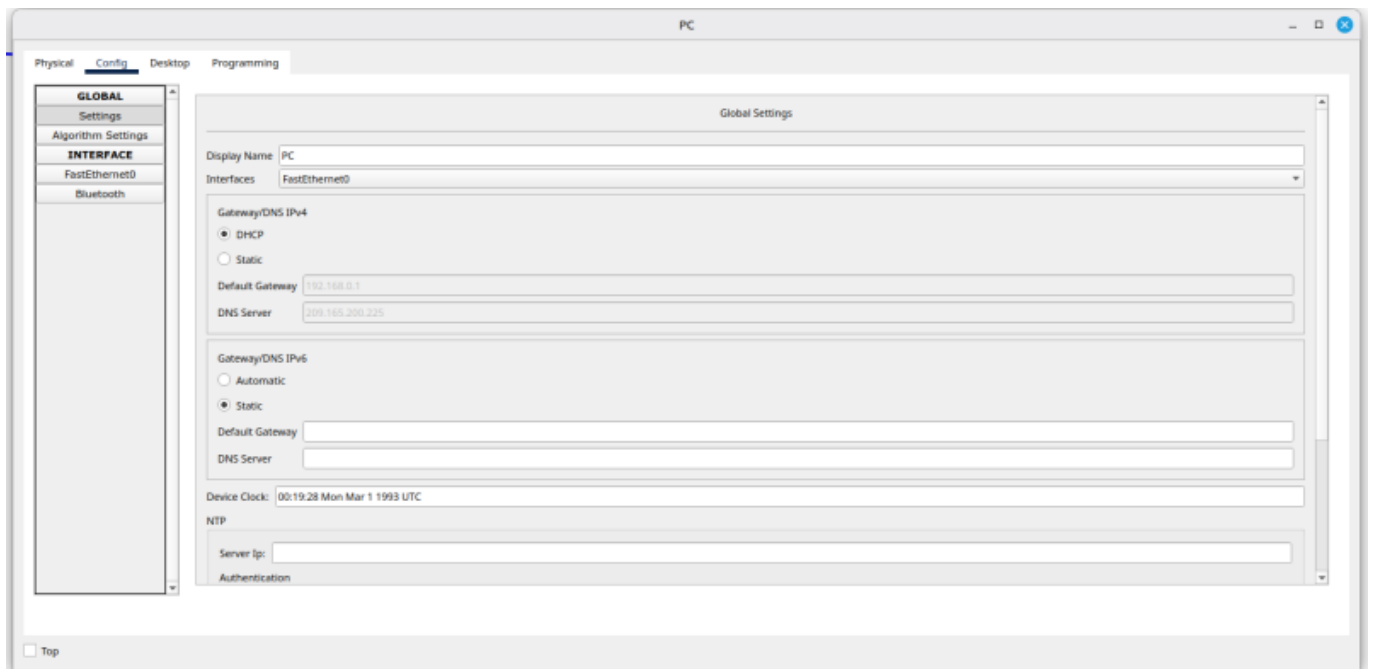 PC
Physical Config Desktop Programming
GLOBAL
Settings
Algorithm Settings
INTERFACE
FastEthernet0
Bluetooth
Global Settings
Display Name PC
Interfaces FastEthernet0
Gateway/DNS IPv4
DHCP
Static
Default Gateway 192.168.0.1
DNS Server 209.165.200.225
Gateway/DNS IPv6
Automatic
Static
Default Gateway
DNS Server
Device Clock: 00:19:28 Mon Mar 1 1993 UTC
NTP
Server Ip:
Authentication
Top